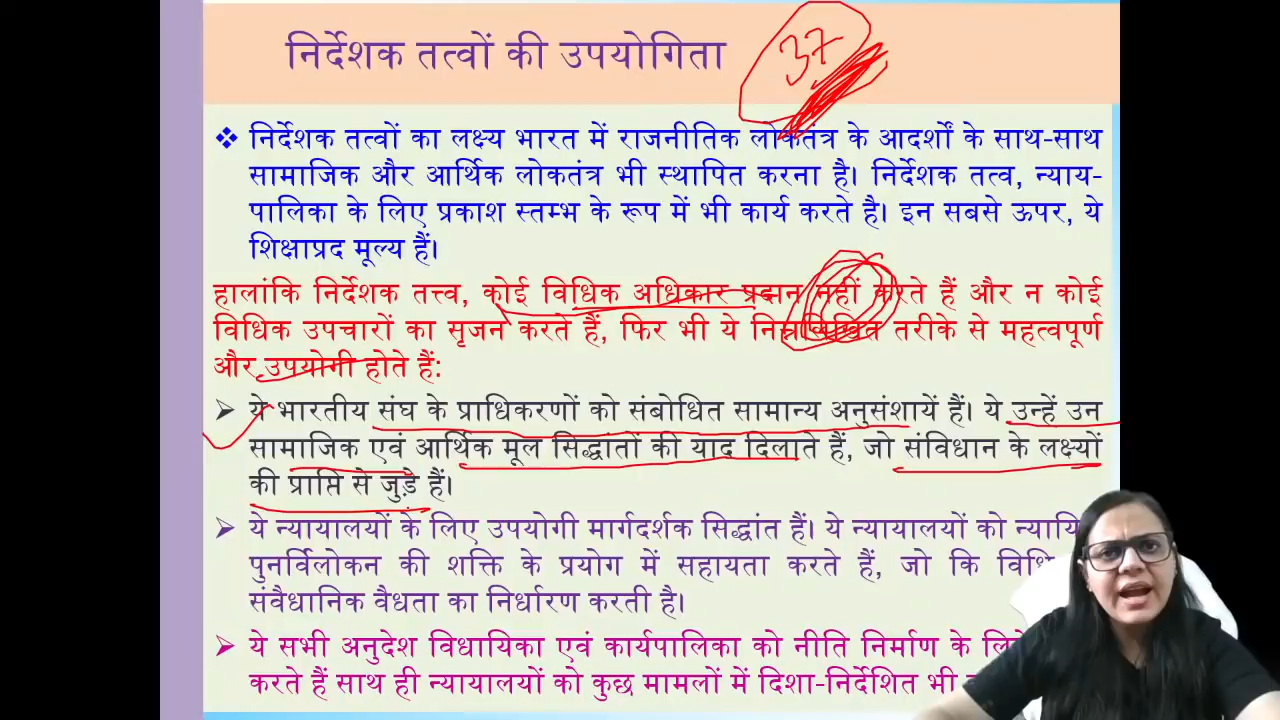 निर्देशक तत्वों की उपयोगिता
37
निर्देशक तत्वों का लक्ष्य भारत में राजनीतिक लोकतंत्र के आदर्शों के साथ-साथ
सामाजिक और आर्थिक लोकतंत्र भी स्थापित करना है। निर्देशक तत्व, न्याय-
पालिका के लिए प्रकाश स्तम्भ के रूप में भी कार्य करते है। इन सबसे ऊपर, ये
शिक्षाप्रद मूल्य हैं।
हालांकि निर्देशक तत्त्व, कोई विधिक अधिकार प्रदान नहीं करते हैं और न कोई
विधिक उपचारों का सृजन करते हैं, फिर भी ये निम्नलिखित तरीके से महत्वपूर्ण
और उपयोगी होते हैं:
ये भारतीय संघ के प्राधिकरणों को संबोधित सामान्य अनुसंशायें हैं। ये उन्हें उन
सामाजिक एवं आर्थिक मूल सिद्धांतों की याद दिलाते हैं, जो संविधान के लक्ष्यों
की प्राप्ति से जुड़े हैं।
ये न्यायालयों के लिए उपयोगी मार्गदर्शक सिद्धांत हैं। ये न्यायालयों को
पुनर्विलोकन की शक्ति के प्रयोग में सहायता करते हैं, जो कि
संवैधानिक वैधता का निर्धारण करती है।
ये सभी अनुदेश विधायिका एवं कार्यपालिका को नीति निर्माण के
करते हैं साथ ही न्यायालयों को कुछ मामलों में दिशा-निर्देशित भी